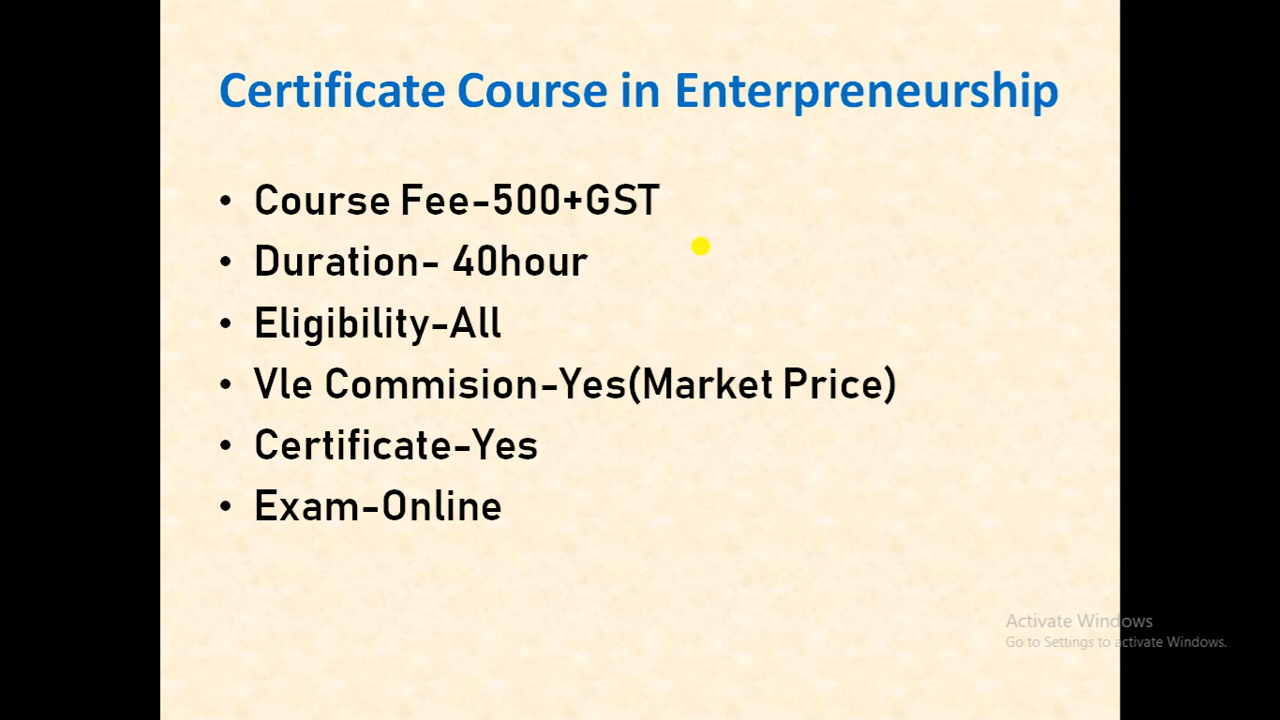 Certificate Course in Enterpreneurship
• Course Fee-500+GST
• Duration- 40hour
• Eligibility-All
• Vle Commision-Yes(Market Price)
• Certificate-Yes
• Exam-Online
Activate Windows
Go to Settings to activate Windows.